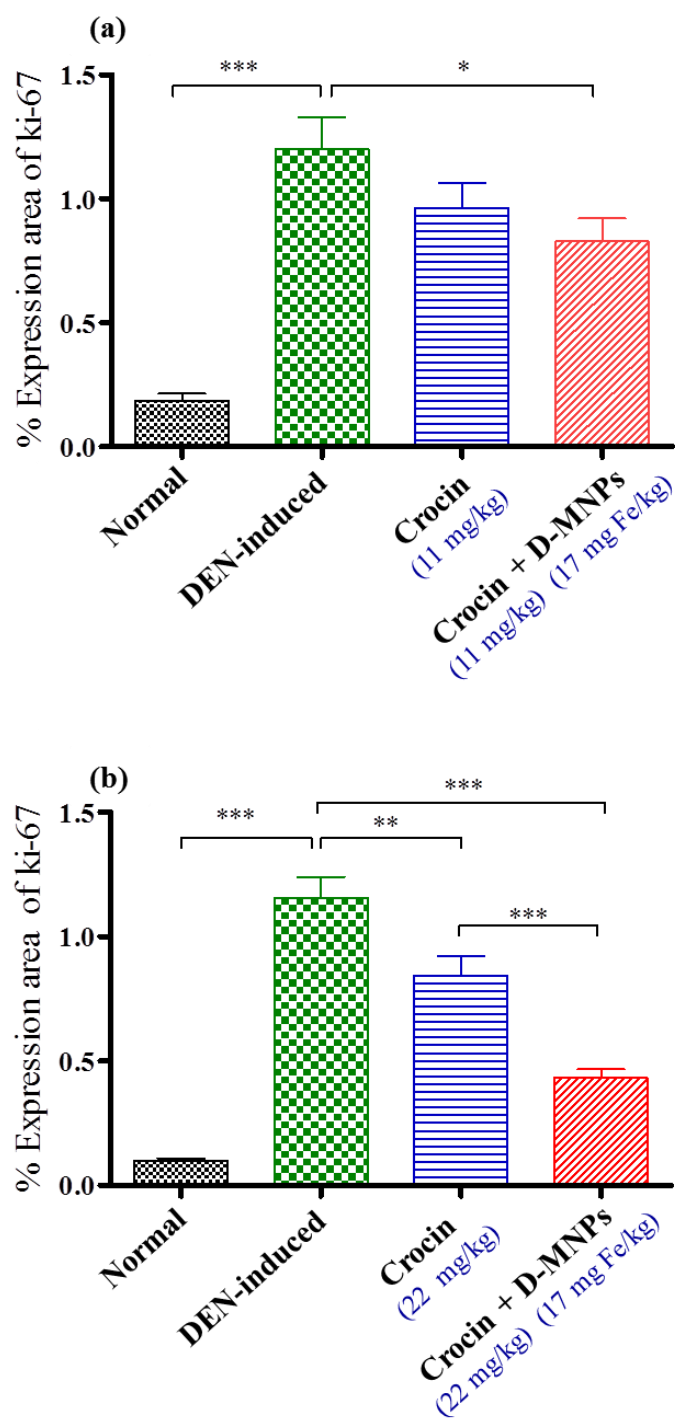 (a)
***
*
% Expression area of ki-67
1.5
1.0
0.5
0.0
Normal
DEN-induced
Crocin
(11 mg/kg)
Crocin + D-MNPs
(11 mg/kg) (17 mg Fe/kg)
(b)
***
***
**
***
% Expression area of ki-67
1.5
1.0
0.5
0.0
Normal
DEN-induced
Crocin
(22 mg/kg)
Crocin + D-MNPs
(22 mg/kg) (17 mg Fe/kg)